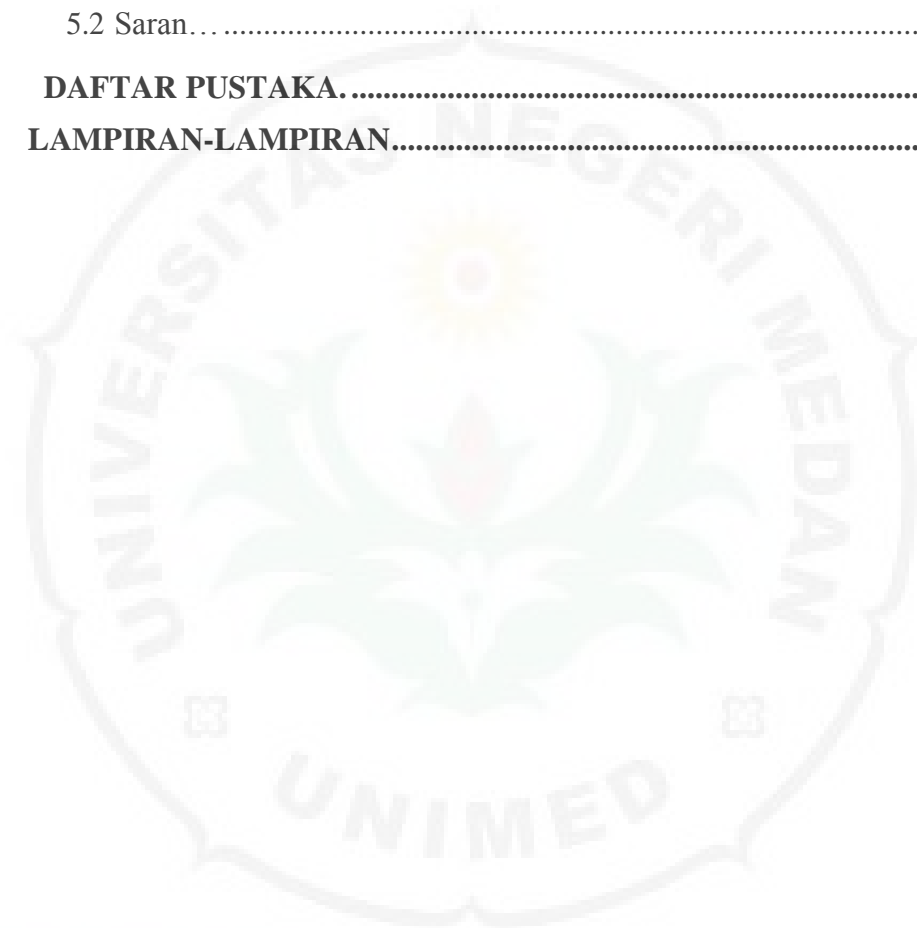 5.2 Saran… ........................................................................................
DAFTAR PUSTAKA. .......................................................................
LAMPIRAN-LAMPIRAN..................................................................
UNIVERSITAS NEGERI MEDAN
UNIMED